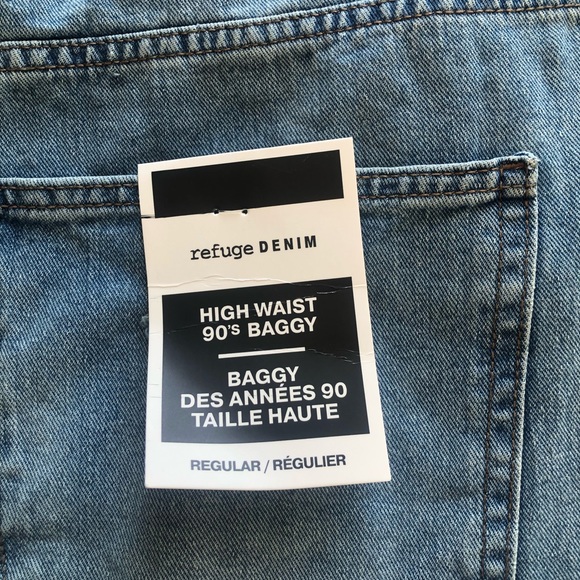 refuge DENIM
HIGH WAIST
90's BAGGY
BAGGY
DES ANNÉES 90
TAILLE HAUTE
REGULAR / RÉGULIER